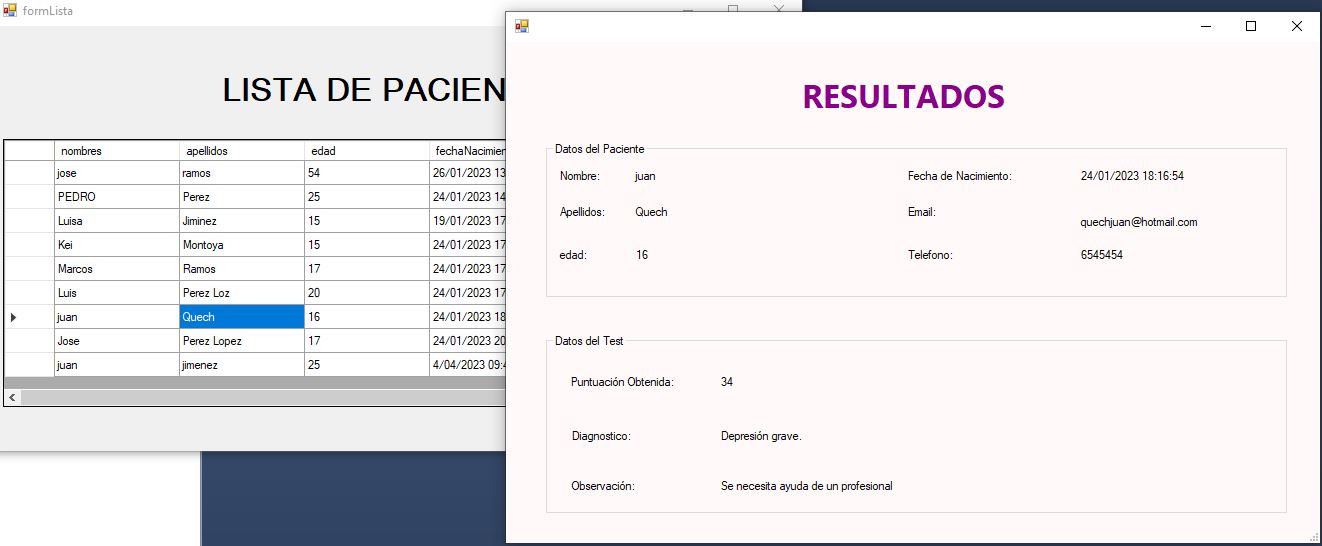 formLista
LISTA DE PACIEN
nombres apellidos edad fechaNacimien
jose ramos 54 26/01/2023 13
PEDRO Perez 25 24/01/2023 14
Luisa Jiminez 15 19/01/2023 17
Kei Montoya 15 24/01/2023 17
Marcos Ramos 17 24/01/2023 17
Luis Perez Loz 20 24/01/2023 17
juan Quech 16 24/01/2023 18
Jose Perez Lopez 17 24/01/2023 20
juan jimenez 25 4/04/2023 09:4
RESULTADOS
Datos del Paciente
Nombre: juan Fecha de Nacimiento: 24/01/2023 18:16:54
Apellidos: Quech Email: quechjuan@hotmail.com
edad: 16 Telefono: 6545454
Datos del Test
Puntuación Obtenida: 34
Diagnostico: Depresión grave.
Observación: Se necesita ayuda de un profesional